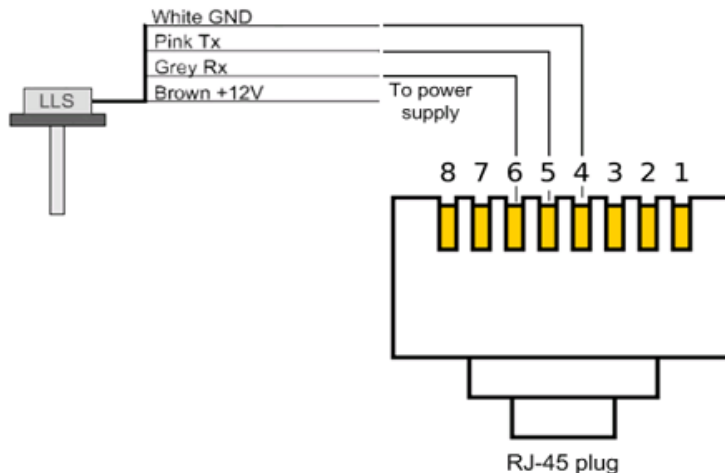 White GND
Pink Tx
Grey Rx
Brown +12V
To power
supply
LLS
8 7 6 5 4 3 2 1
RJ-45 plug